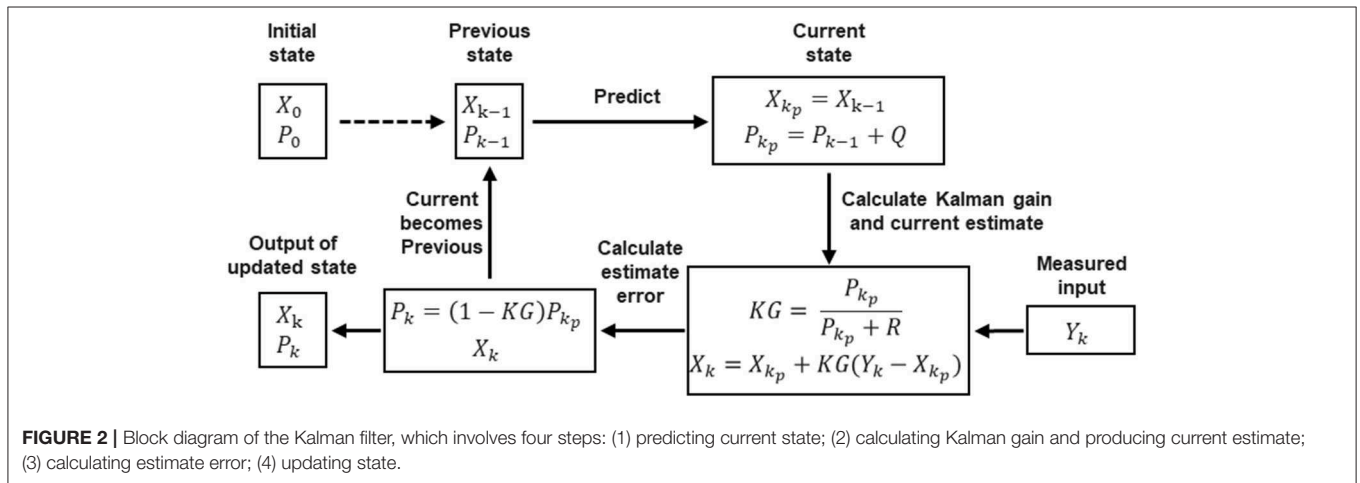 Initial
state
X₀
P₀
Previous
state
X_{k−1}
P_{k−1}
Predict
Current
state
X_{k_p} = X_{k−1}
P_{k_p} = P_{k−1} + Q
Calculate Kalman gain
and current estimate
Measured
input
Y_k
KG = \frac{P_{k_p}}{P_{k_p} + R}
X_k = X_{k_p} + KG(Y_k − X_{k_p})
Calculate
estimate
error
P_k = (1 − KG)P_{k_p}
X_k
Current
becomes
Previous
Output of
updated state
X_k
P_k
FIGURE 2 | Block diagram of the Kalman filter, which involves four steps: (1) predicting current state; (2) calculating Kalman gain and producing current estimate;
(3) calculating estimate error; (4) updating state.